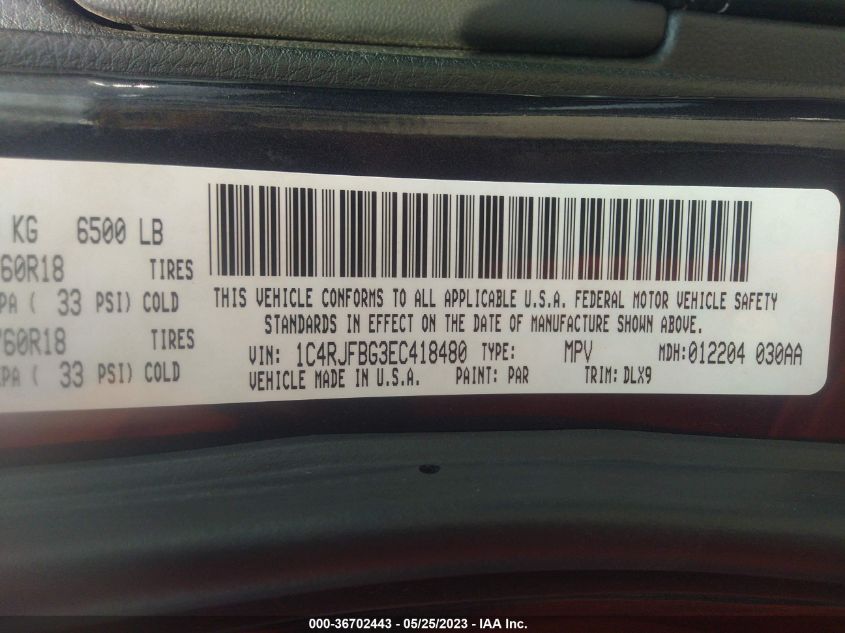 KG 6500 LB
60R18 TIRES
PA ( 33 PSI) COLD
60R18 TIRES
PA ( 33 PSI) COLD
THIS VEHICLE CONFORMS TO ALL APPLICABLE U.S.A. FEDERAL MOTOR VEHICLE SAFETY
STANDARDS IN EFFECT ON THE DATE OF MANUFACTURE SHOWN ABOVE.
VIN: 1C4RJFBG3EC418480 TYPE: MPV MDH:012204 030AA
VEHICLE MADE IN U.S.A. PAINT: PAR TRIM: DLX9
000-36702443 - 05/25/2023 - IAA Inc.